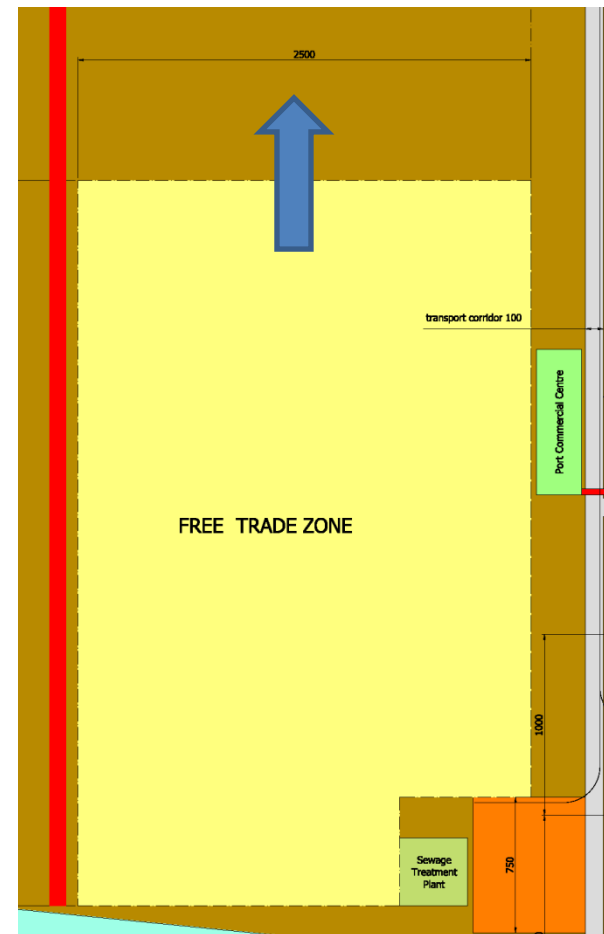 2500
transport corridor 100
Port Commercial Centre
FREE TRADE ZONE
1000
Sewage
Treatment
Plant
750